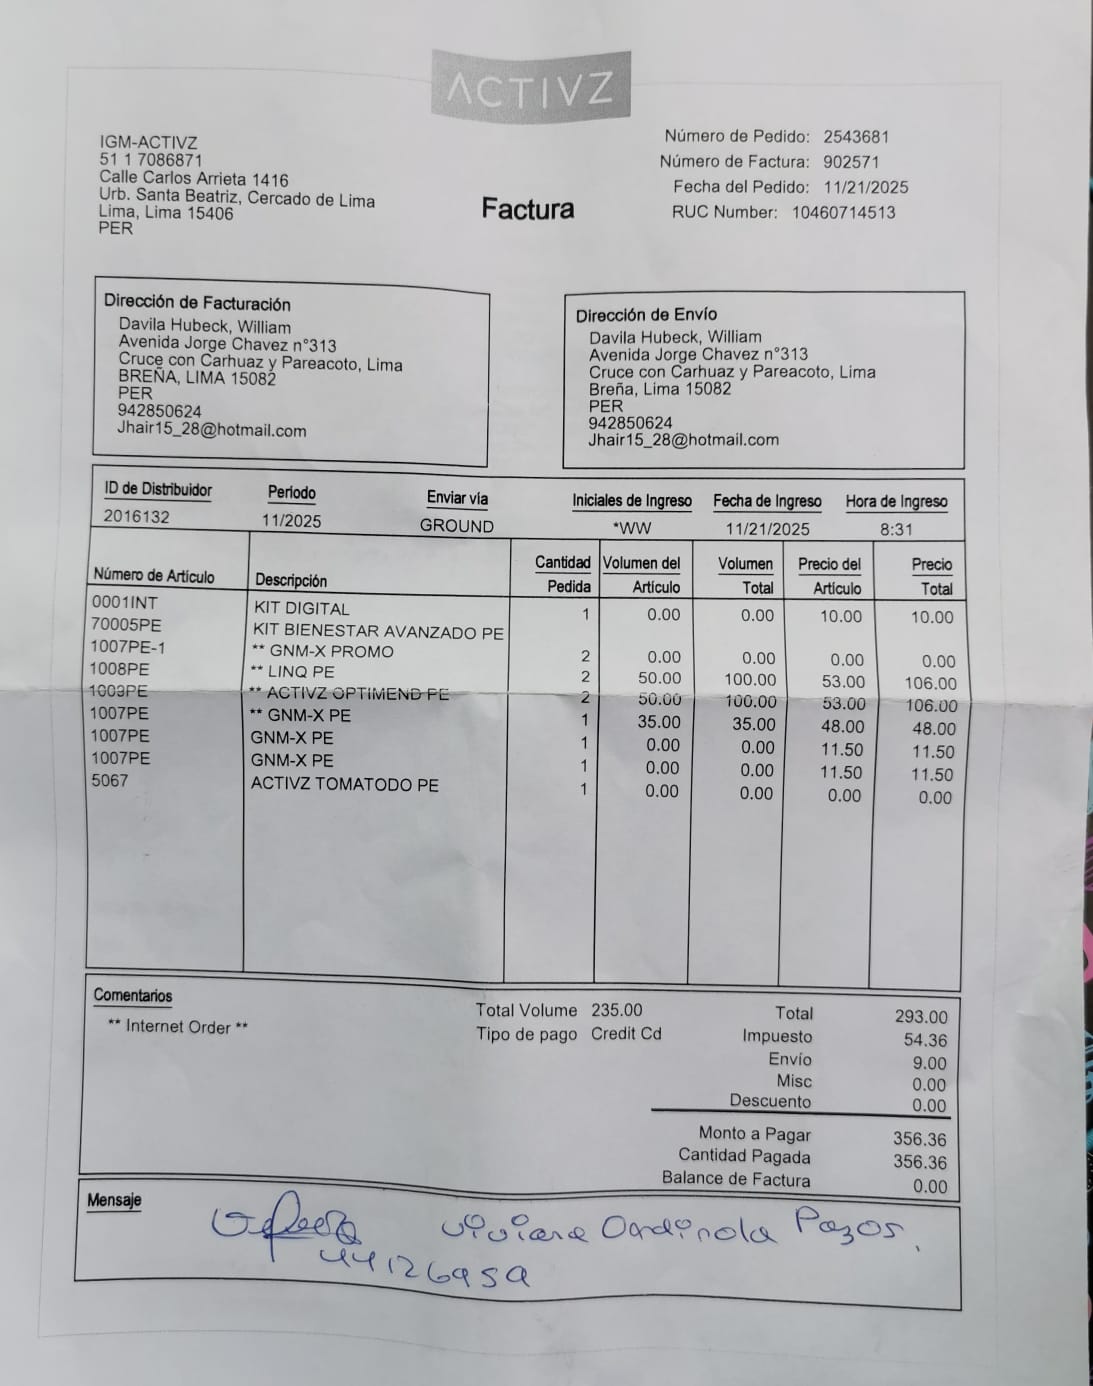 ACTIVZ
IGM-ACTIVZ
51 1 7086871
Calle Carlos Arrieta 1416
Urb. Santa Beatriz, Cercado de Lima
Lima, Lima 15406
PER
Factura
Número de Pedido: 2543681
Número de Factura: 902571
Fecha del Pedido: 11/21/2025
RUC Number: 10460714513
Dirección de Facturación
Davila Hubeck, William
Avenida Jorge Chavez n°313
Cruce con Carhuaz y Pareacoto, Lima
BREÑA, LIMA 15082
PER
942850624
Jhair15_28@hotmail.com
Dirección de Envío
Davila Hubeck, William
Avenida Jorge Chavez n°313
Cruce con Carhuaz y Pareacoto, Lima
Breña, Lima 15082
PER
942850624
Jhair15_28@hotmail.com
ID de Distribuidor Período Enviar vía Iniciales de Ingreso Fecha de Ingreso Hora de Ingreso
2016132 11/2025 GROUND *WW 11/21/2025 8:31
Número de Artículo Descripción Cantidad Pedida Volumen del Artículo Volumen Total Precio del Artículo Precio Total
0001INT KIT DIGITAL 1 0.00 0.00 10.00 10.00
70005PE KIT BIENESTAR AVANZADO PE
1007PE-1 ** GNM-X PROMO 2 0.00 0.00 0.00 0.00
1008PE ** LINQ PE 2 50.00 100.00 53.00 106.00
1003PE ** ACTIVZ OPTIMEND PE 2 50.00 100.00 53.00 106.00
1007PE ** GNM-X PE 1 35.00 35.00 48.00 48.00
1007PE GNM-X PE 1 0.00 0.00 11.50 11.50
1007PE GNM-X PE 1 0.00 0.00 11.50 11.50
5067 ACTIVZ TOMATODO PE 1 0.00 0.00 0.00 0.00
Comentarios
** Internet Order **
Total Volume 235.00
Tipo de pago Credit Cd
Total 293.00
Impuesto 54.36
Envío 9.00
Misc 0.00
Descuento 0.00
Monto a Pagar 356.36
Cantidad Pagada 356.36
Balance de Factura 0.00
Mensaje
Viviana Ordinola Pazos.
44126959